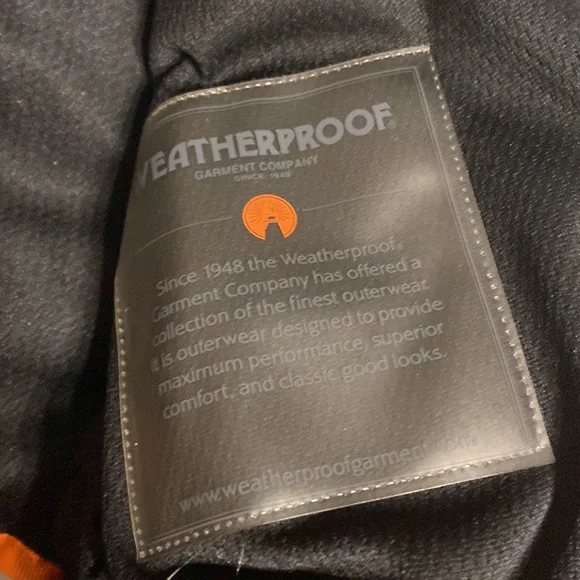 WEATHERPROOF®
GARMENT COMPANY
SINCE 1948
Since 1948 the Weatherproof®
Garment Company has offered a
collection of the finest outerwear.
It is outerwear designed to provide
maximum performance, superior
comfort, and classic good looks.
www.weatherproofgarment.com